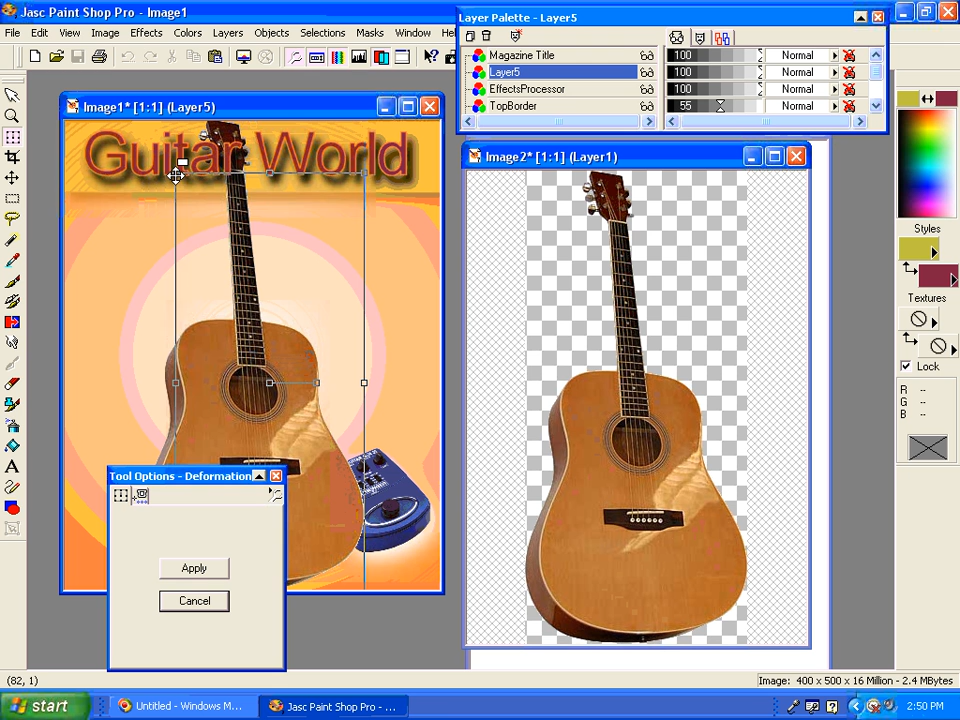 Jasc Paint Shop Pro - Image1
File Edit View Image Effects Colors Layers Objects Selections Masks Window He
Layer Palette - Layer5
Magazine Title 100 Normal
Layer5 100 Normal
EffectsProcessor 100 Normal
TopBorder 55 Normal
Image1* [1:1] (Layer5)
Guitar World
Image2* [1:1] (Layer1)
Styles
Textures
Lock
R --
G --
B --
Tool Options - Deformation
Apply
Cancel
(82, 1)
Image: 400 x 500 x 16 Million - 2.4 MBytes
start
Untitled - Windows M...
Jasc Paint Shop Pro - ...
2:50 PM